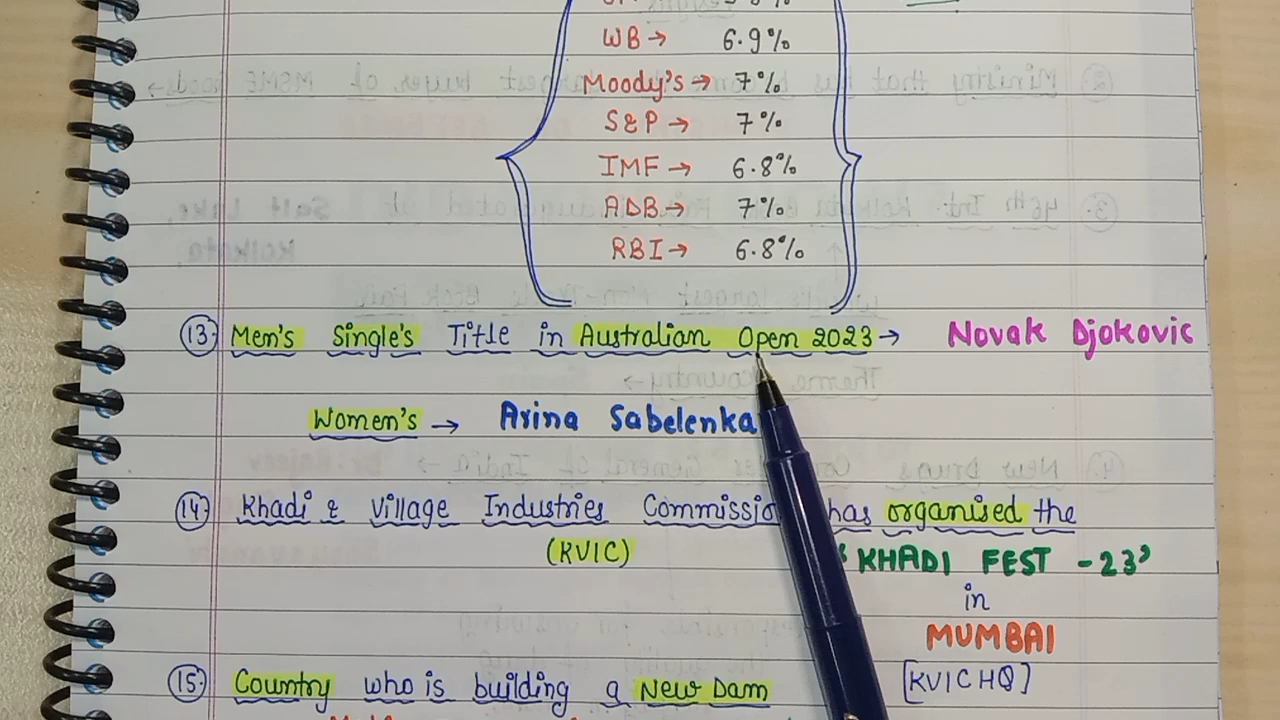 WB → 6.9%
Moody's → 7%
S&P → 7%
IMF → 6.8%
ADB → 7%
RBI → 6.8%
13) Men's Single's Title in Australian Open 2023 → Novak Djokovic
Women's → Arina Sabelenka
14) Khadi & Village Industries Commission has organised the
(KVIC) 'KHADI FEST - 23'
in
MUMBAI
[KVIC HQ]
15) Country who is building a New Dam